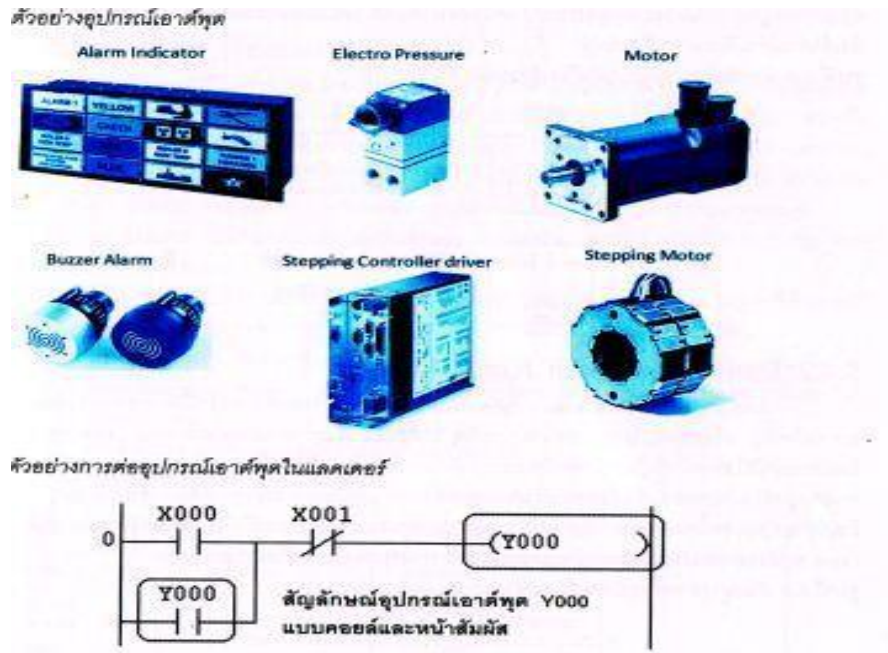 ตัวอย่างอุปกรณ์เอาต์พุต
Alarm Indicator Electro Pressure Motor
ALARM 1 YELLOW
GREEN
Buzzer Alarm Stepping Controller driver Stepping Motor
ตัวอย่างการต่ออุปกรณ์เอาต์พุตในแลดเดอร์
X000 X001
0 (Y000 )
Y000
สัญลักษณ์อุปกรณ์เอาต์พุต Y000
แบบคอยล์และหน้าสัมผัส